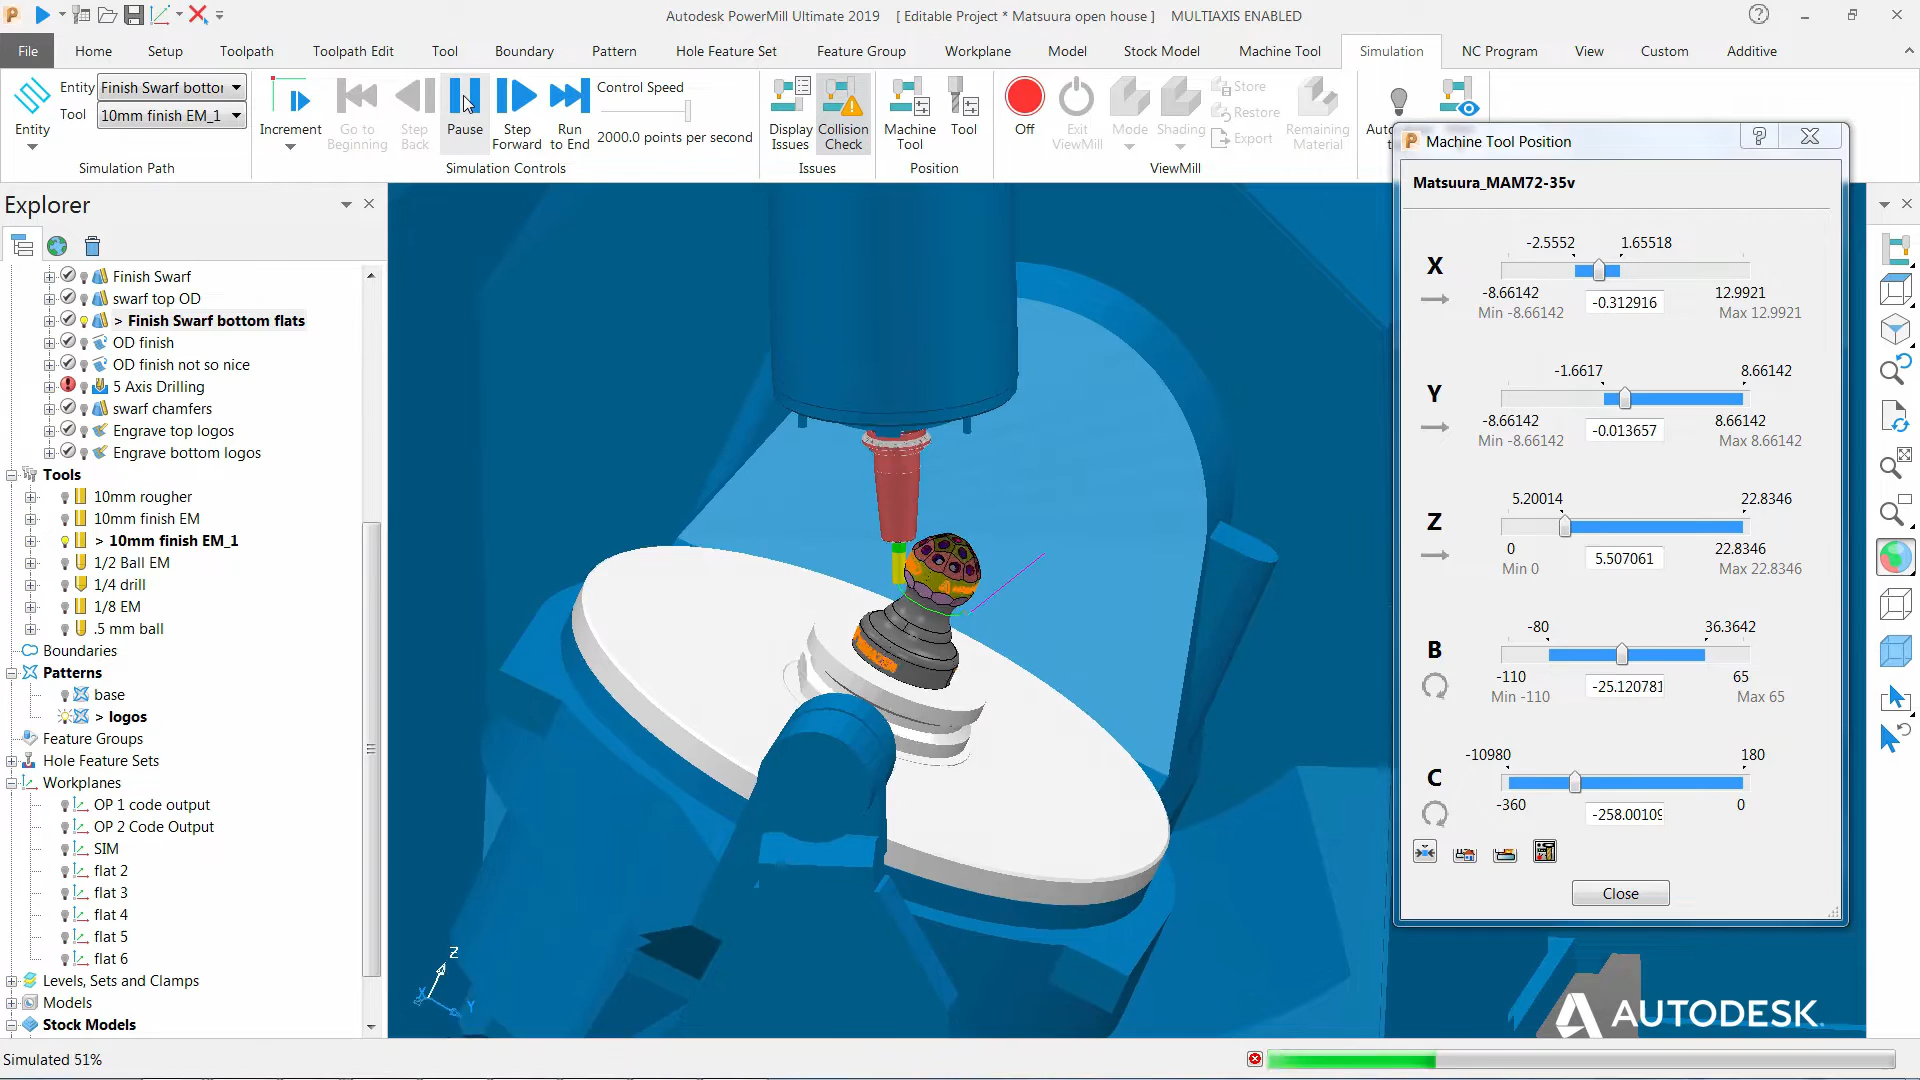 Autodesk PowerMill Ultimate 2019 [ Editable Project * Matsuura open house ] MULTIAXIS ENABLED
File Home Setup Toolpath Toolpath Edit Tool Boundary Pattern Hole Feature Set Feature Group Workplane Model Stock Model Machine Tool Simulation NC Program View Custom Additive
Entity Finish Swarf bottor
Tool 10mm finish EM_1
Entity
Simulation Path
Increment
Go to Beginning
Step Back
Pause
Step Forward
Run to End
Control Speed
2000.0 points per second
Simulation Controls
Display Issues
Collision Check
Issues
Machine Tool
Tool
Position
Off
Exit ViewMill
Mode
Shading
Store
Restore
Export
Remaining Material
ViewMill
Explorer
Finish Swarf
swarf top OD
> Finish Swarf bottom flats
OD finish
OD finish not so nice
5 Axis Drilling
swarf chamfers
Engrave top logos
Engrave bottom logos
Tools
10mm rougher
10mm finish EM
> 10mm finish EM_1
1/2 Ball EM
1/4 drill
1/8 EM
.5 mm ball
Boundaries
Patterns
base
> logos
Feature Groups
Hole Feature Sets
Workplanes
OP 1 code output
OP 2 Code Output
SIM
flat 2
flat 3
flat 4
flat 5
flat 6
Levels, Sets and Clamps
Models
Stock Models
Simulated 51%
Z
X
Y
Machine Tool Position
Matsuura_MAM72-35v
-2.5552 1.65518
X
-8.66142 -0.312916 12.9921
Min -8.66142 Max 12.9921
-1.6617 8.66142
Y
-8.66142 -0.013657 8.66142
Min -8.66142 Max 8.66142
5.20014 22.8346
Z
0 5.507061 22.8346
Min 0 Max 22.8346
-80 36.3642
B
-110 -25.120781 65
Min -110 Max 65
-10980 180
C
-360 -258.00109 0
Close
AUTODESK.